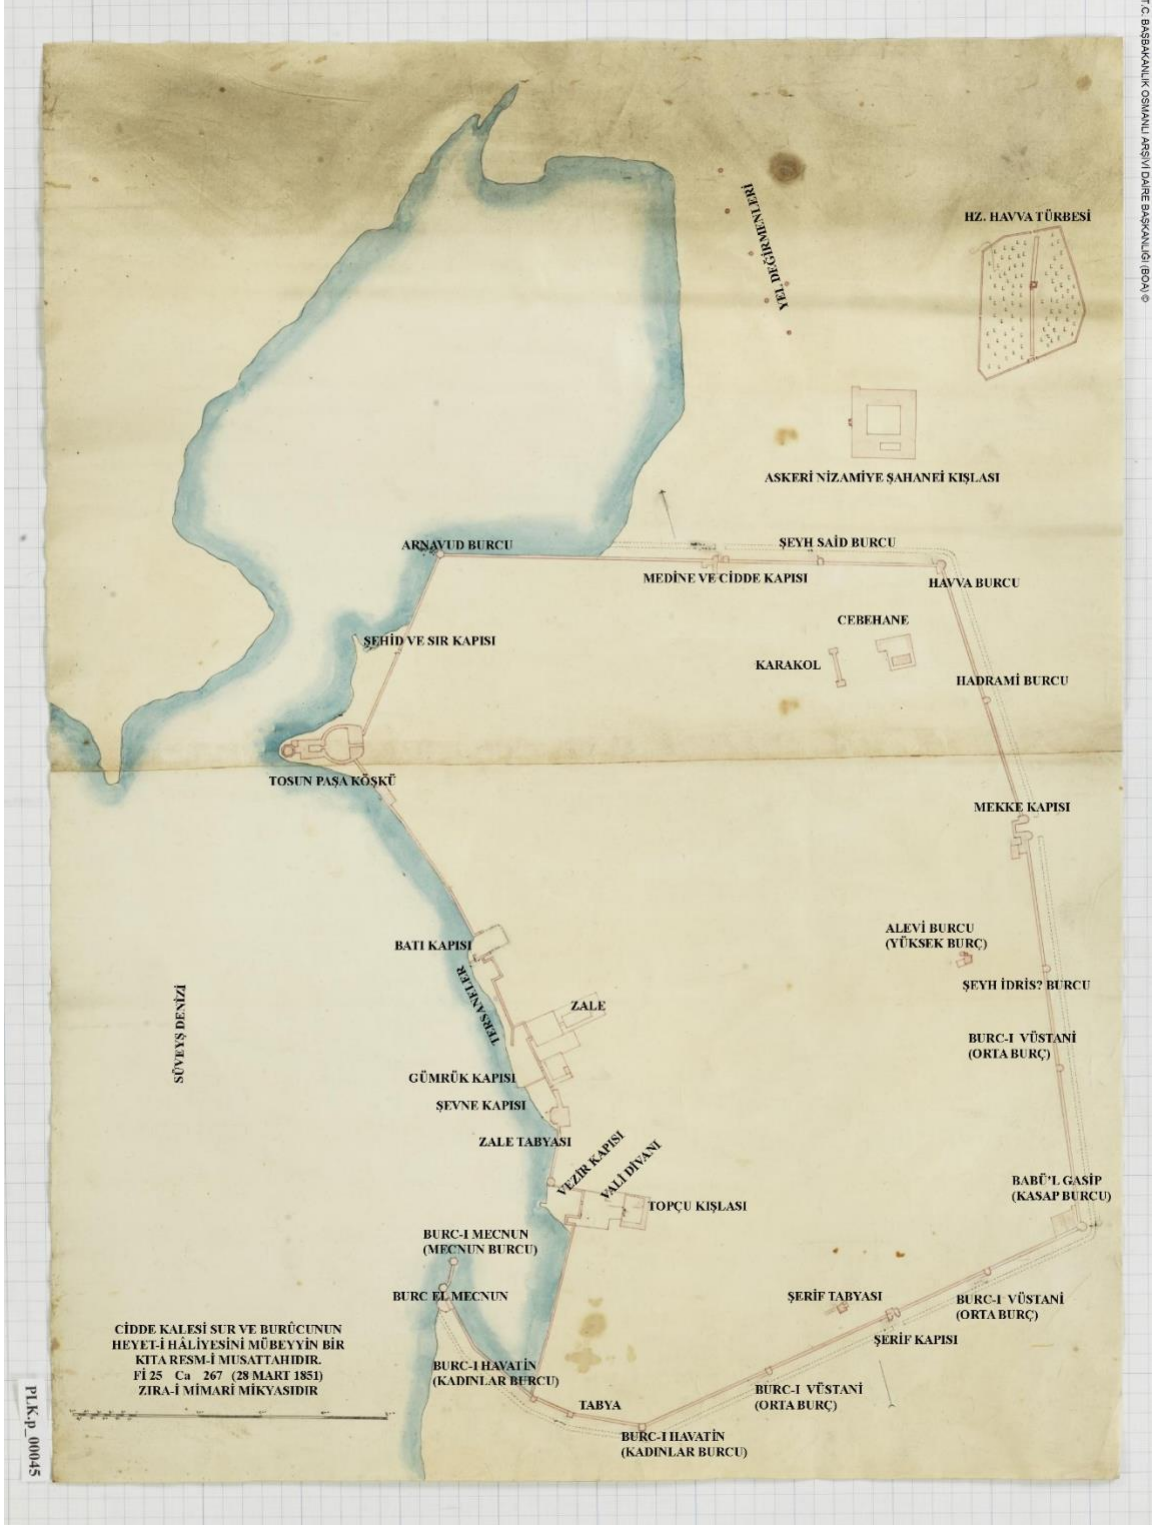 T.C. BAŞBAKANLIK OSMANLI ARŞİVİ DAİRE BAŞKANLIĞI (BOA) ©
HZ. HAVVA TÜRBESİ
YEL DEĞİRMENLERİ
ASKERİ NİZAMİYE ŞAHANEİ KIŞLASI
ARNAVUD BURCU
ŞEYH SAİD BURCU
MEDİNE VE CİDDE KAPISI
HAVVA BURCU
CEBEHANE
ŞEHİD VE SIR KAPISI
KARAKOL
HADRAMİ BURCU
TOSUN PAŞA KÖŞKÜ
MEKKE KAPISI
ALEVİ BURCU
(YÜKSEK BURÇ)
BATI KAPISI
TERSANELER
ŞEYH İDRİS? BURCU
SÜVEYŞ DENİZİ
ZALE
BURC-I VÜSTANİ
(ORTA BURÇ)
GÜMRÜK KAPISI
ŞEVNE KAPISI
ZALE TABYASI
VEZİR KAPISI
VALİ DİVANI
BABÜ'L GASİP
(KASAP BURCU)
TOPÇU KIŞLASI
BURC-I MECNUN
(MECNUN BURCU)
BURC EL MECNUN
ŞERİF TABYASI
BURC-I VÜSTANİ
(ORTA BURÇ)
ŞERİF KAPISI
CİDDE KALESİ SUR VE BURÛCUNUN
HEYET-İ HÂLİYESİNİ MÜBEYYİN BİR
KITA RESM-İ MUSATTAHIDIR.
Fİ 25 Ca 267 (28 MART 1851)
ZIRA-İ MİMARİ MİKYASIDIR
BURC-I HAVATİN
(KADINLAR BURCU)
BURC-I VÜSTANİ
(ORTA BURÇ)
TABYA
BURC-I HAVATİN
(KADINLAR BURCU)
PLK.p_00045